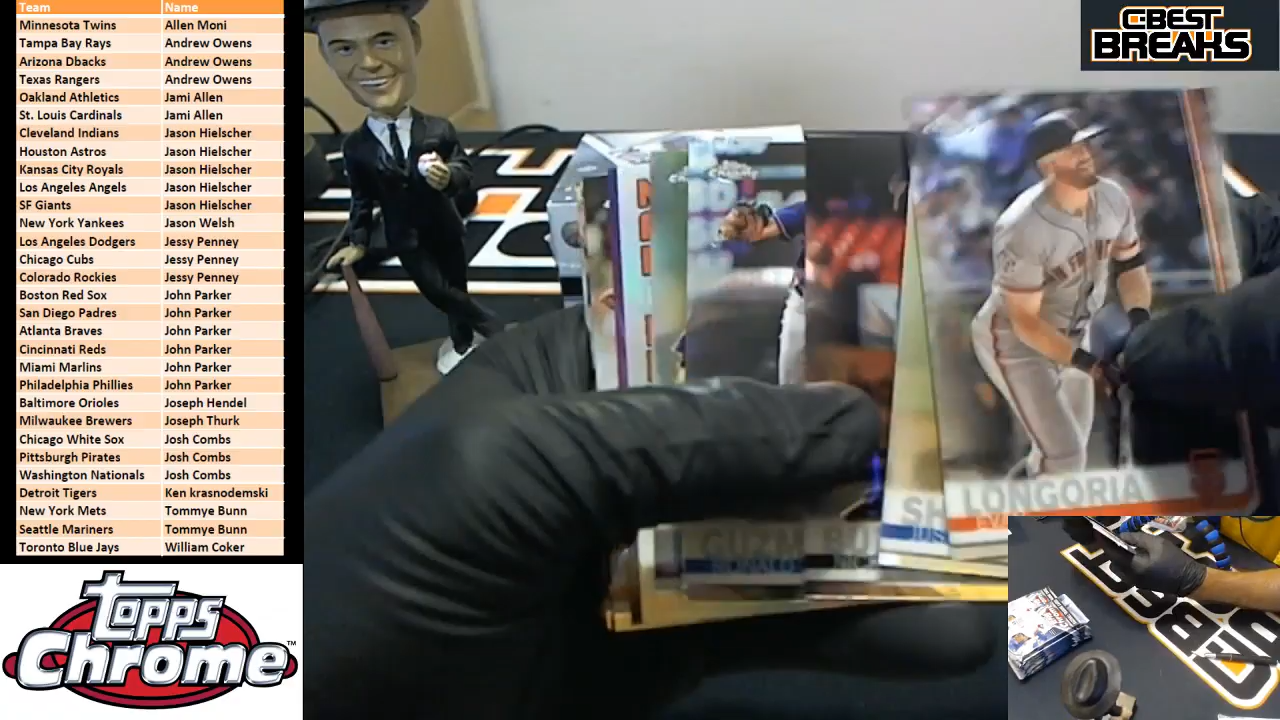 Team Name
Minnesota Twins Allen Moni
Tampa Bay Rays Andrew Owens
Arizona Dbacks Andrew Owens
Texas Rangers Andrew Owens
Oakland Athletics Jami Allen
St. Louis Cardinals Jami Allen
Cleveland Indians Jason Hielscher
Houston Astros Jason Hielscher
Kansas City Royals Jason Hielscher
Los Angeles Angels Jason Hielscher
SF Giants Jason Hielscher
New York Yankees Jason Welsh
Los Angeles Dodgers Jessy Penney
Chicago Cubs Jessy Penney
Colorado Rockies Jessy Penney
Boston Red Sox John Parker
San Diego Padres John Parker
Atlanta Braves John Parker
Cincinnati Reds John Parker
Miami Marlins John Parker
Philadelphia Phillies John Parker
Baltimore Orioles Joseph Hendel
Milwaukee Brewers Joseph Thurk
Chicago White Sox Josh Combs
Pittsburgh Pirates Josh Combs
Washington Nationals Josh Combs
Detroit Tigers Ken krasnodemski
New York Mets Tommye Bunn
Seattle Mariners Tommye Bunn
Toronto Blue Jays William Coker
Topps
Chrome™
C-BEST
BREAKS
LONGORIA
SH
JUS
RONALD